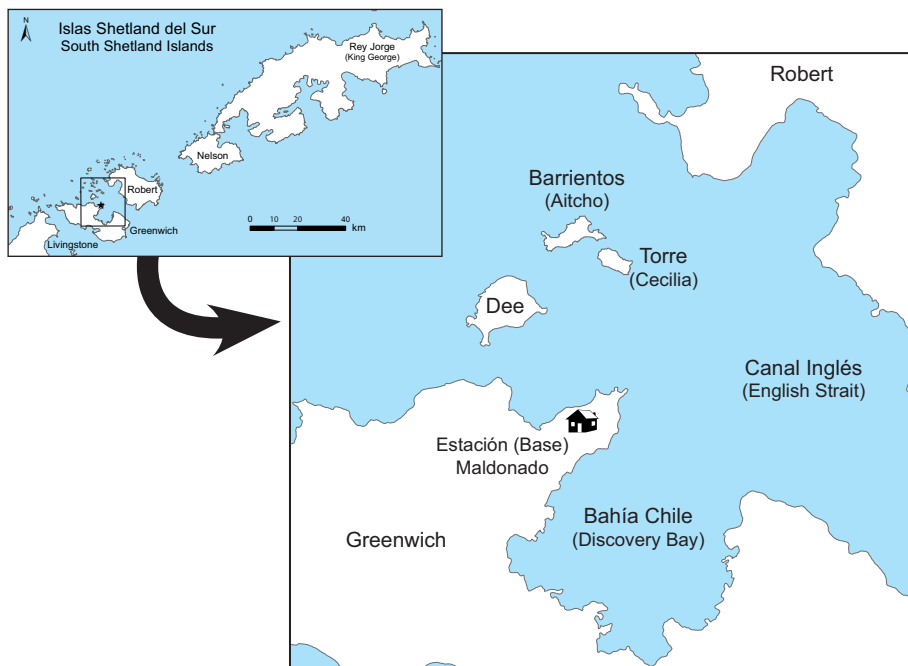 N
Islas Shetland del Sur
South Shetland Islands
Rey Jorge
(King George)
Nelson
Robert
Greenwich
Livingstone
0 10 20 40
km
Robert
Barrientos
(Aitcho)
Torre
(Cecilia)
Dee
Canal Inglés
(English Strait)
Estación (Base)
Maldonado
Bahía Chile
(Discovery Bay)
Greenwich